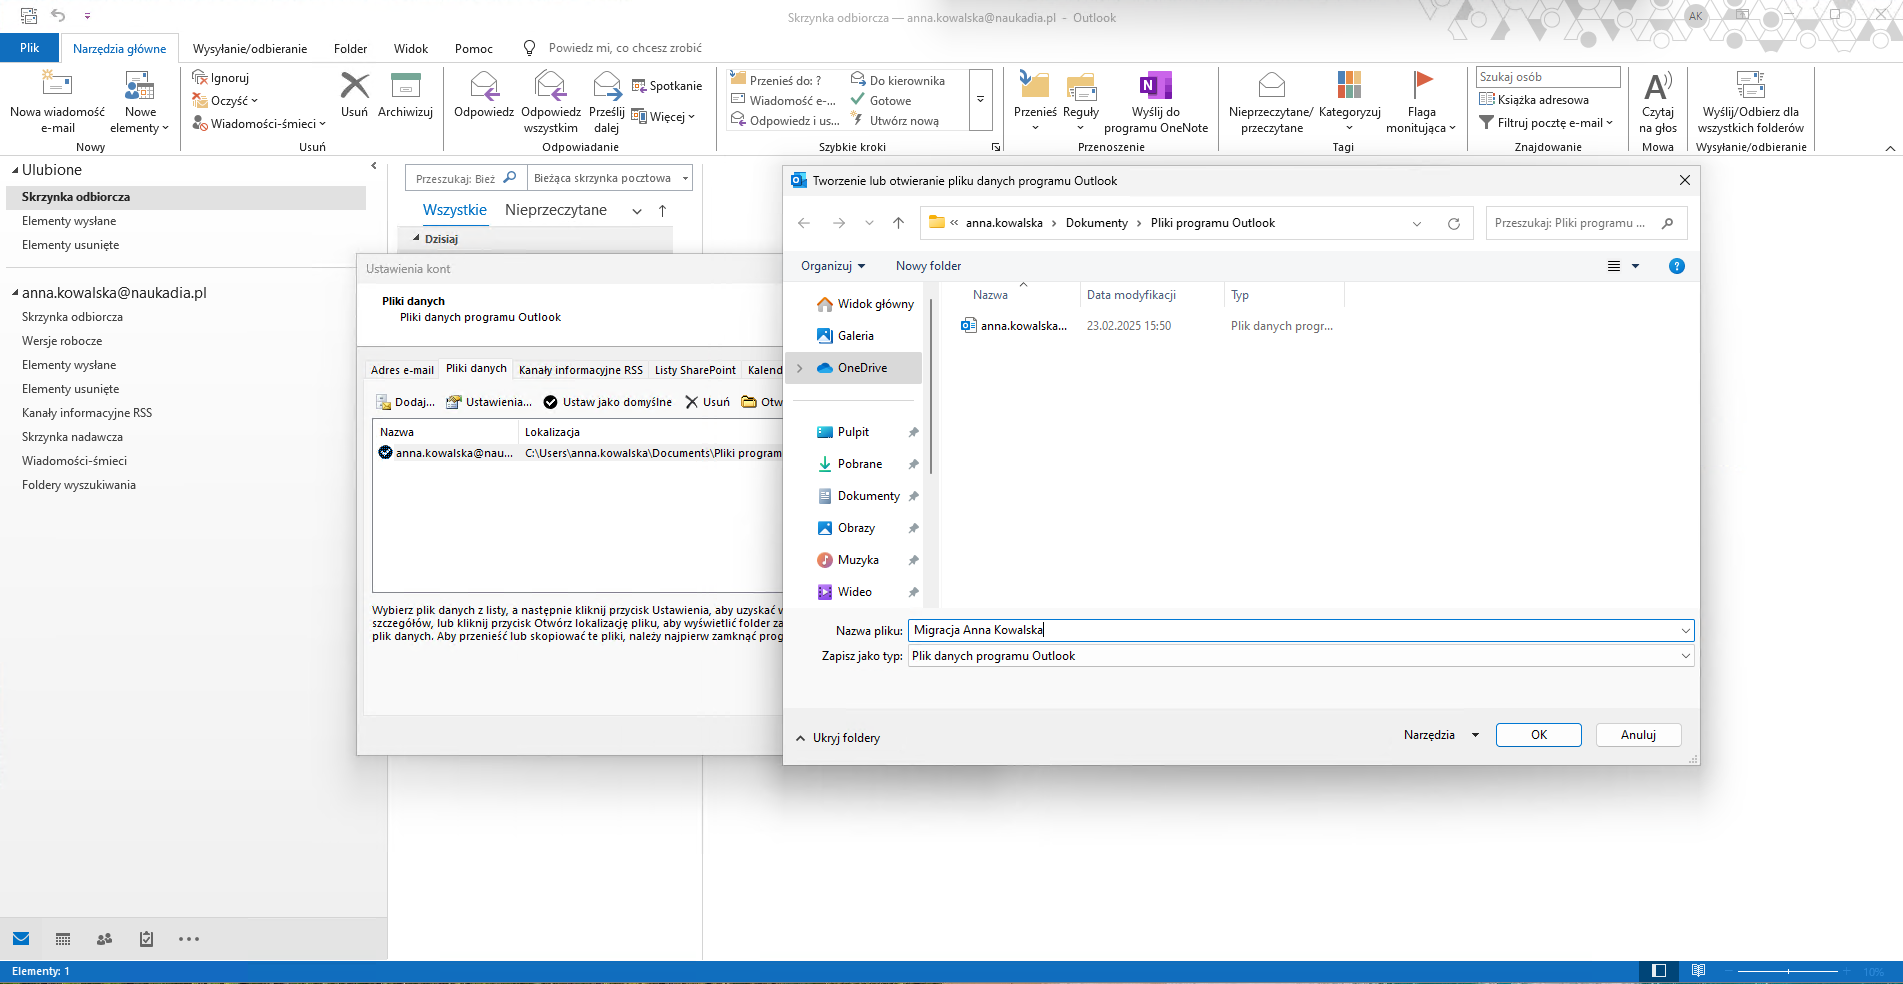 Skrzynka odbiorcza — anna.kowalska@naukadia.pl - Outlook
AK
Plik
Narzędzia główne
Wysyłanie/odbieranie
Folder
Widok
Pomoc
Powiedz mi, co chcesz zrobić
Nowa wiadomość e-mail
Nowe elementy
Nowy
Ignoruj
Oczyść
Wiadomości-śmieci
Usuń
Archiwizuj
Usuń
Odpowiedz
Odpowiedz wszystkim
Prześlij dalej
Spotkanie
Więcej
Odpowiadanie
Przenieś do: ?
Wiadomość e-...
Odpowiedz i us...
Do kierownika
Gotowe
Utwórz nową
Szybkie kroki
Przenieś
Reguły
Wyślij do programu OneNote
Przenoszenie
Nieprzeczytane/ przeczytane
Kategoryzuj
Flaga monitująca
Tagi
Szukaj osób
Książka adresowa
Filtruj pocztę e-mail
Znajdowanie
Czytaj na głos
Mowa
Wyślij/Odbierz dla wszystkich folderów
Wysyłanie/odbieranie
Ulubione
Skrzynka odbiorcza
Elementy wysłane
Elementy usunięte
anna.kowalska@naukadia.pl
Skrzynka odbiorcza
Wersje robocze
Elementy wysłane
Elementy usunięte
Kanały informacyjne RSS
Skrzynka nadawcza
Wiadomości-śmieci
Foldery wyszukiwania
Przeszukaj: Bież
Bieżąca skrzynka pocztowa
Wszystkie
Nieprzeczytane
Dzisiaj
Ustawienia kont
Pliki danych
Pliki danych programu Outlook
Adres e-mail
Pliki danych
Kanały informacyjne RSS
Listy SharePoint
Kalend
Dodaj...
Ustawienia...
Ustaw jako domyślne
Usuń
Otw
Nazwa
Lokalizacja
anna.kowalska@nau...
C:\Users\anna.kowalska\Documents\Pliki program
Wybierz plik danych z listy, a następnie kliknij przycisk Ustawienia, aby uzyskać w
szczegółów, lub kliknij przycisk Otwórz lokalizację pliku, aby wyświetlić folder za
plik danych. Aby przenieść lub skopiować te pliki, należy najpierw zamknąć prog
Tworzenie lub otwieranie pliku danych programu Outlook
« anna.kowalska › Dokumenty › Pliki programu Outlook
Przeszukaj: Pliki programu ...
Organizuj
Nowy folder
?
Widok główny
Galeria
OneDrive
Pulpit
Pobrane
Dokumenty
Obrazy
Muzyka
Wideo
Nazwa
Data modyfikacji
Typ
anna.kowalska...
23.02.2025 15:50
Plik danych progr...
Nazwa pliku:
Migracja Anna Kowalska
Zapisz jako typ:
Plik danych programu Outlook
Ukryj foldery
Narzędzia
OK
Anuluj
Elementy: 1
10%